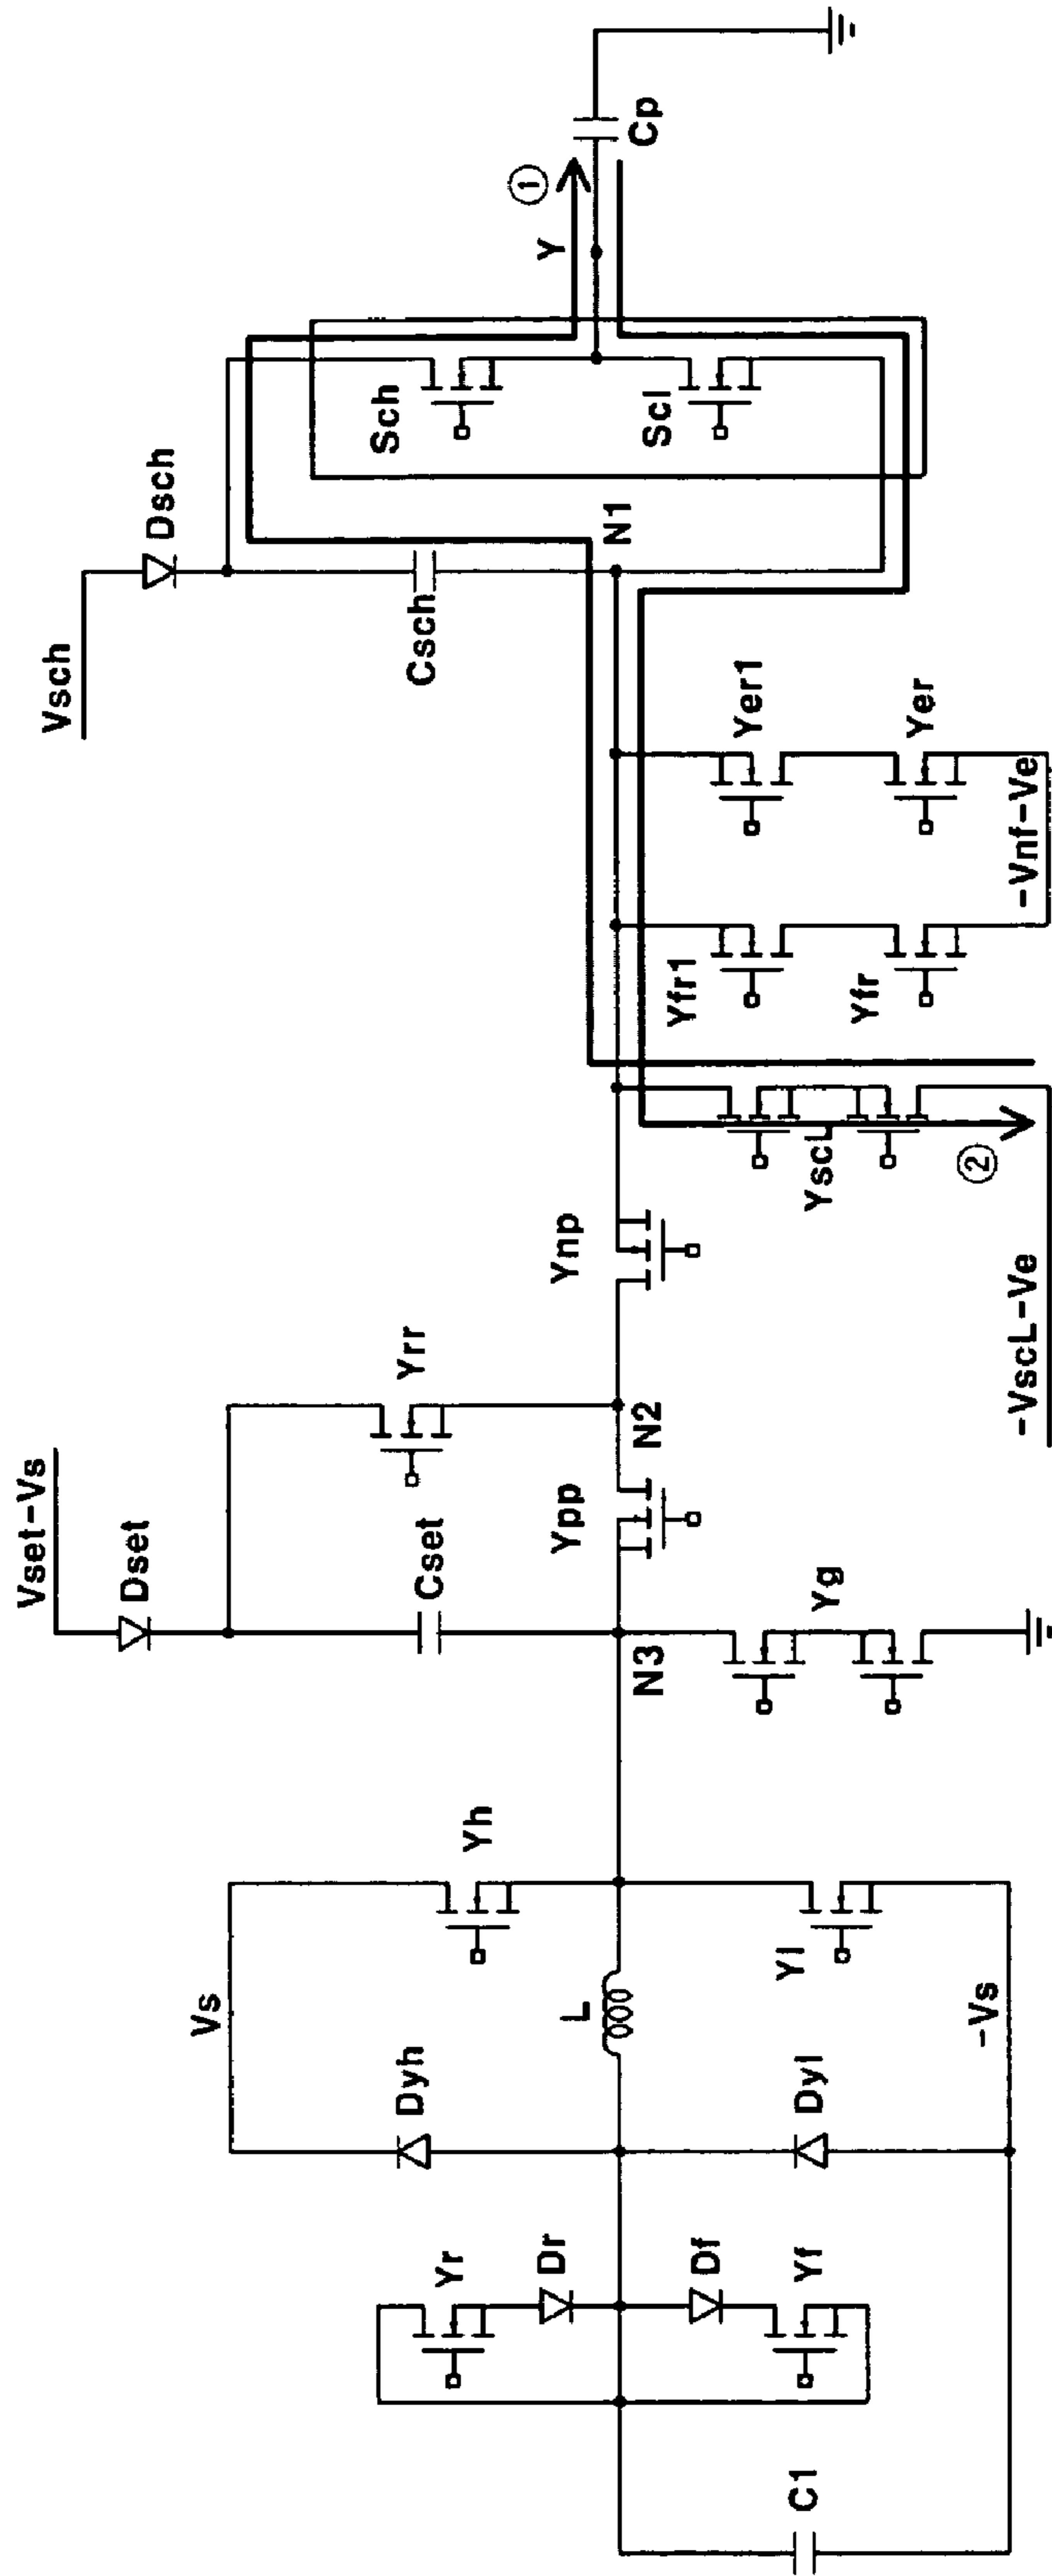 Vsch
Dsch
Csch
N1
Sch
Scl
Y
①
Cp
Yer1
Yer
-Vnf-Ve
Yfr1
Yfr
YscL
②
-VscL-Ve
Ynp
Yrr
N2
Vset-Vs
Dset
Cset
Ypp
N3
Yg
Yh
Yl
Vs
L
-Vs
Dyh
Dyl
Yr
Dr
Df
Yf
C1